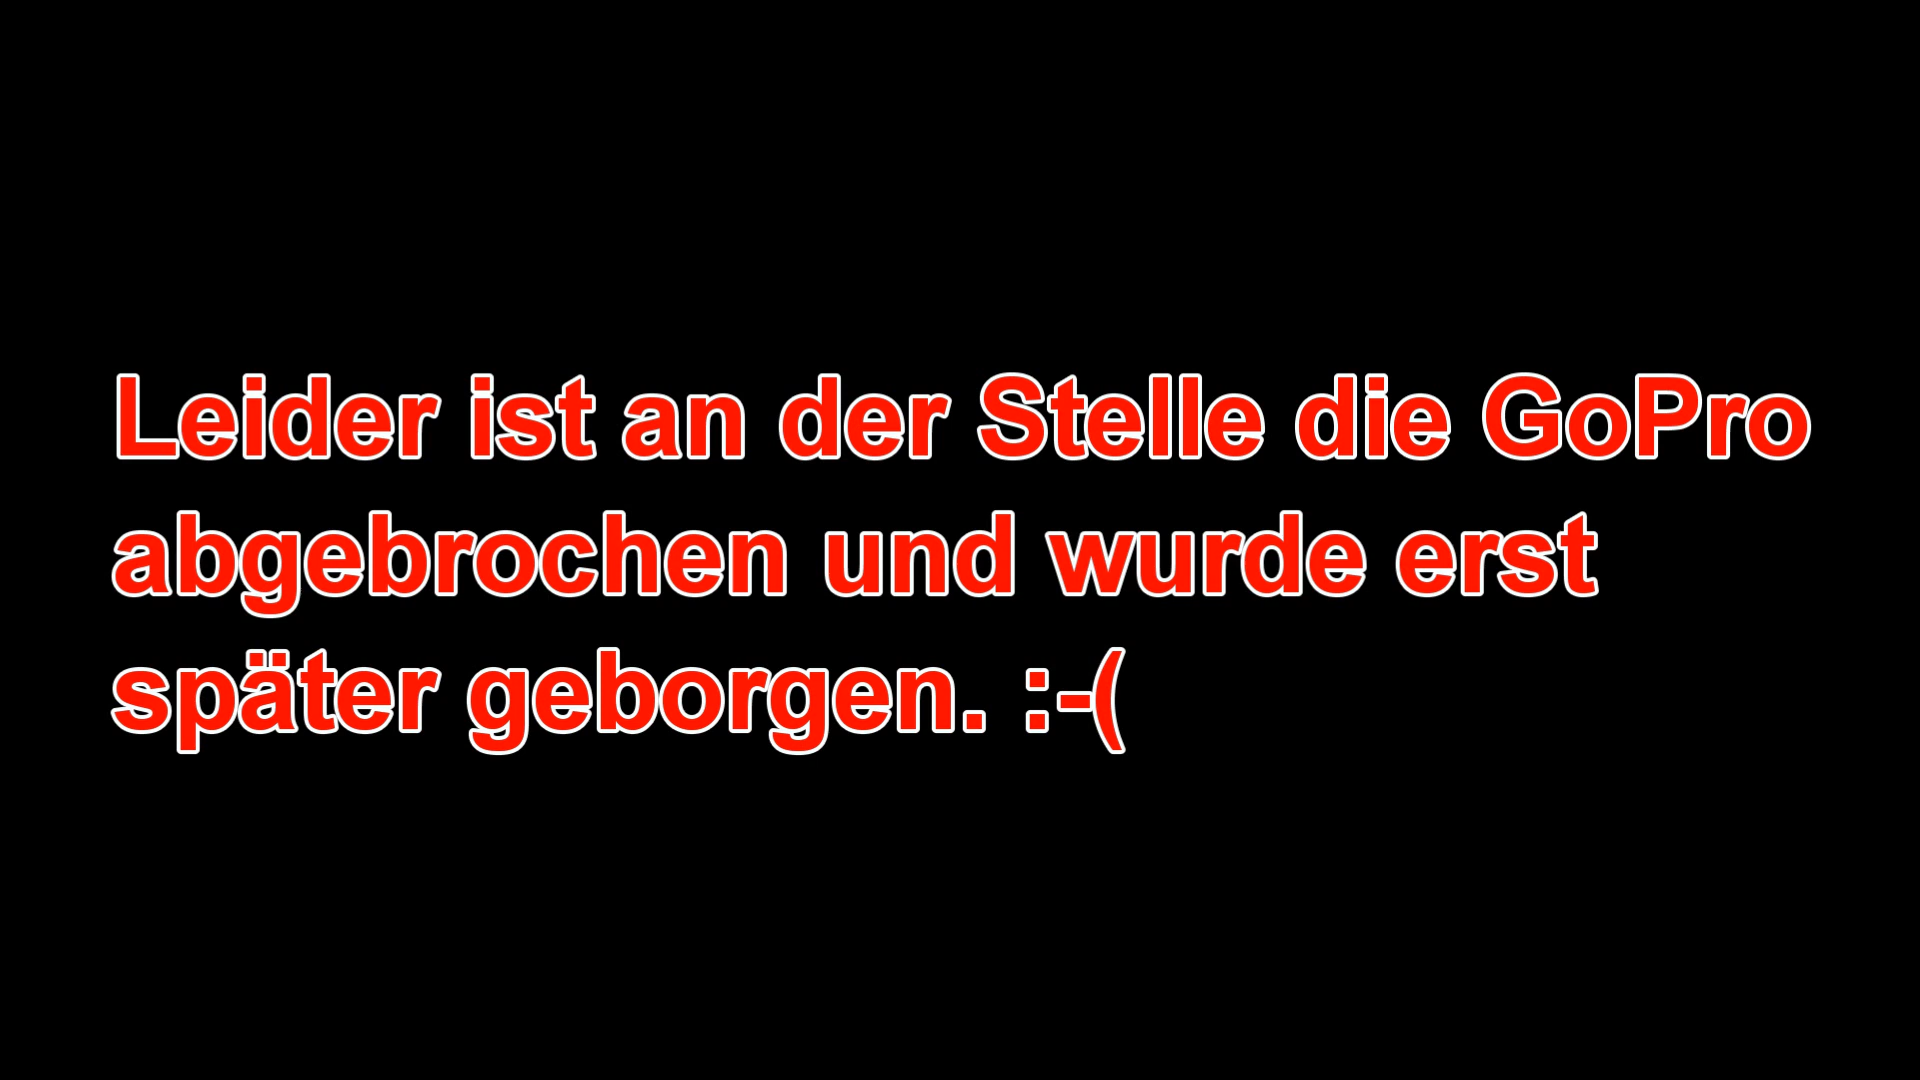 Leider ist an der Stelle die GoPro
abgebrochen und wurde erst
später geborgen. :-(